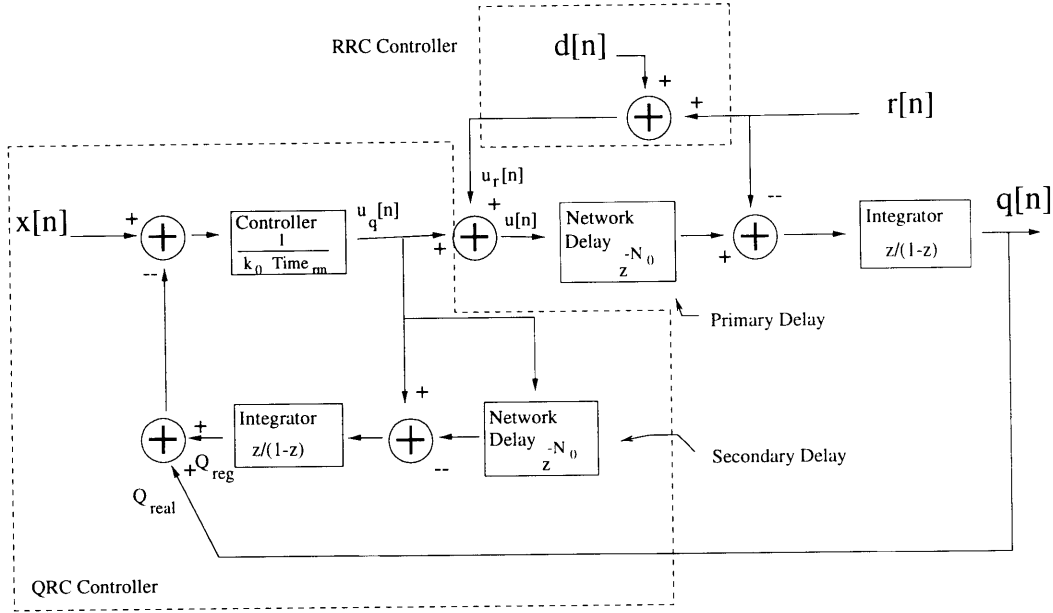 RRC Controller
d[n]
+
+
r[n]
u_r[n]
x[n]
+
--
Controller
1
k_0 Time_rm
u_q[n]
+
+
u[n]
Network
Delay
z^-N_0
+
--
Integrator
z/(1-z)
q[n]
Primary Delay
+
Integrator
z/(1-z)
+
Q_reg
+
Q_real
--
Network
Delay
z^-N_0
Secondary Delay
QRC Controller